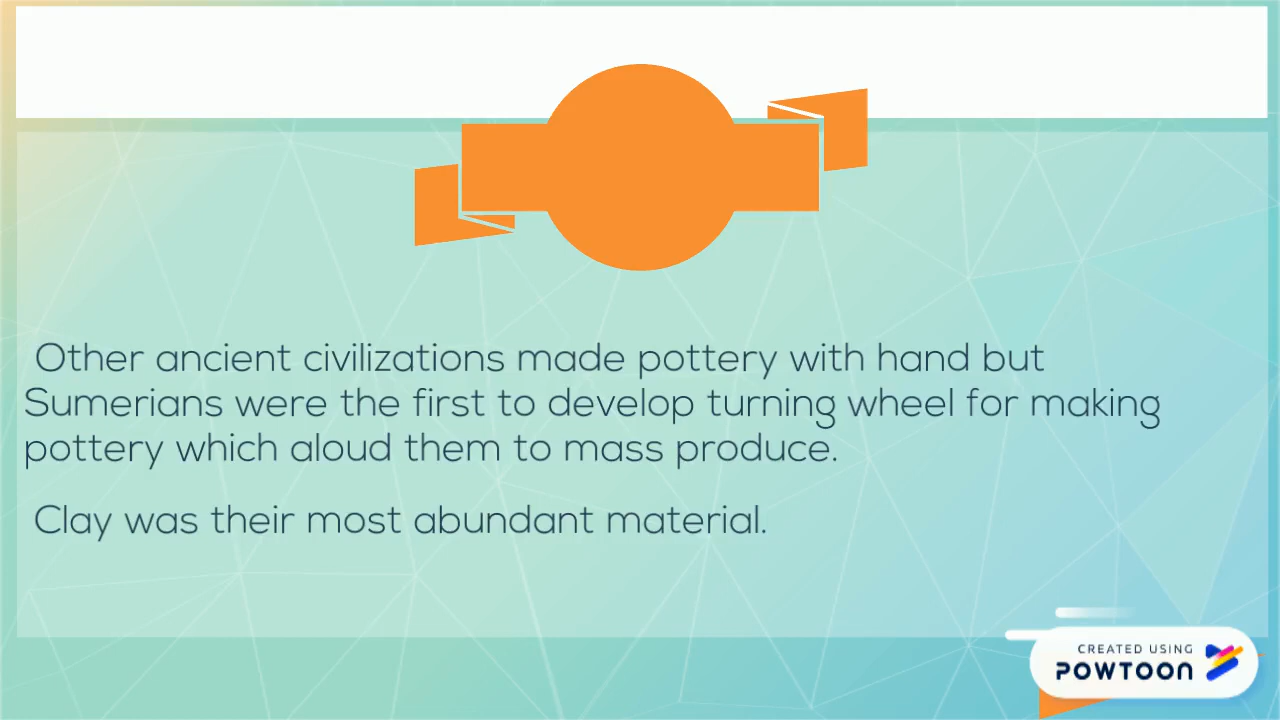 Other ancient civilizations made pottery with hand but
Sumerians were the first to develop turning wheel for making
pottery which aloud them to mass produce.
Clay was their most abundant material.
CREATED USING
POWTOON